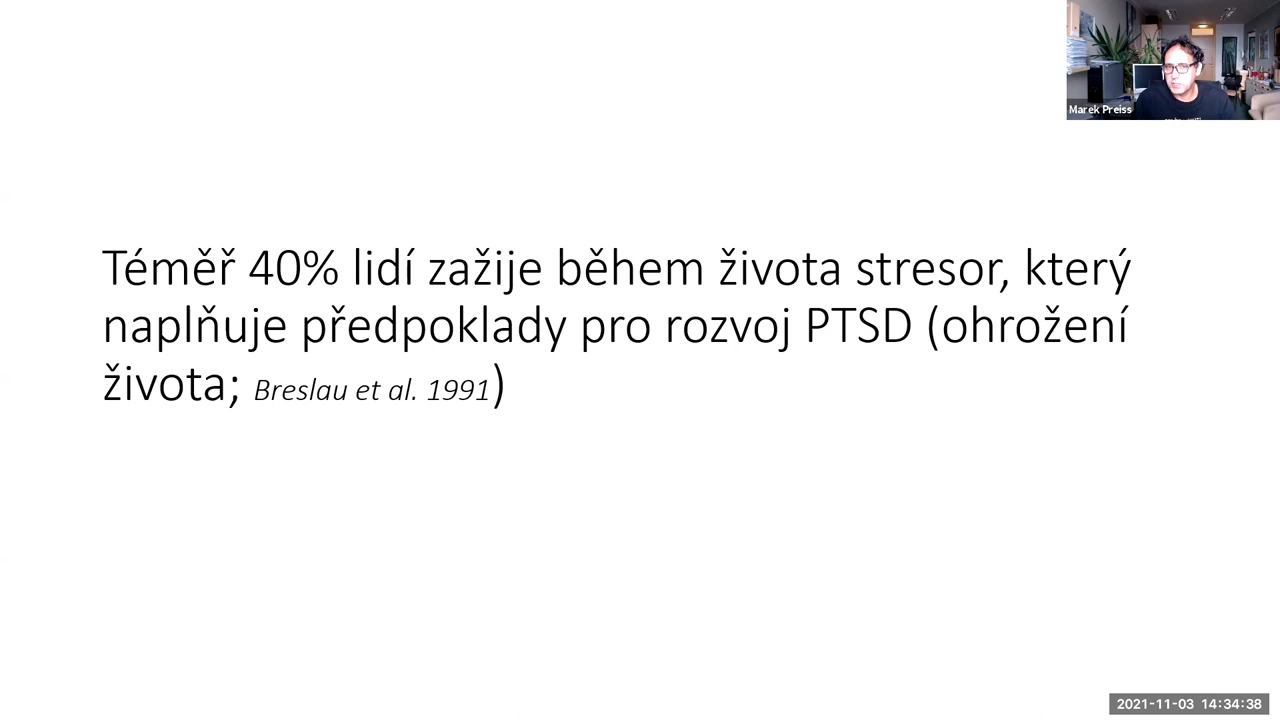 Marek Preiss
Téměř 40% lidí zažije během života stresor, který
naplňuje předpoklady pro rozvoj PTSD (ohrožení
života; Breslau et al. 1991)
2021-11-03 14:34:38